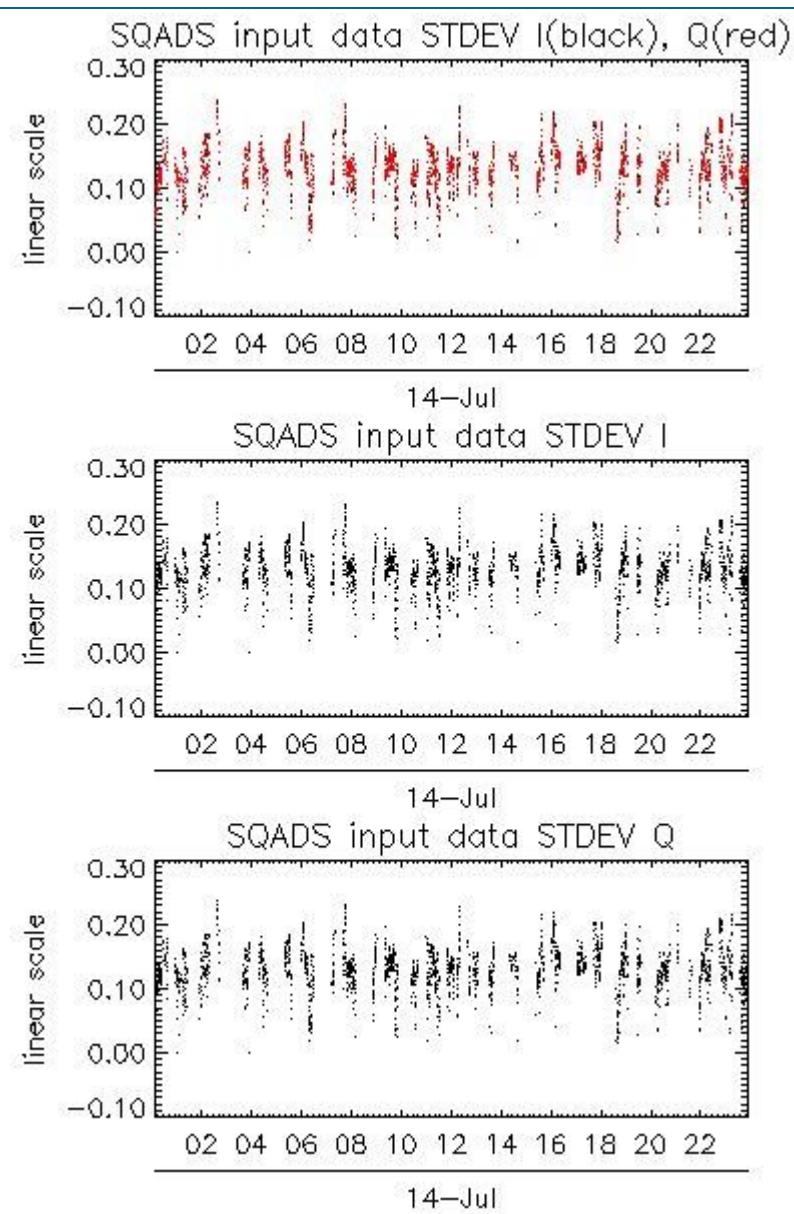 SQADS input data STDEV I(black), Q(red)
0.30
0.20
0.10
0.00
−0.10
linear scale
02 04 06 08 10 12 14 16 18 20 22
14−Jul
SQADS input data STDEV I
0.30
0.20
0.10
0.00
−0.10
linear scale
02 04 06 08 10 12 14 16 18 20 22
14−Jul
SQADS input data STDEV Q
0.30
0.20
0.10
0.00
−0.10
linear scale
02 04 06 08 10 12 14 16 18 20 22
14−Jul